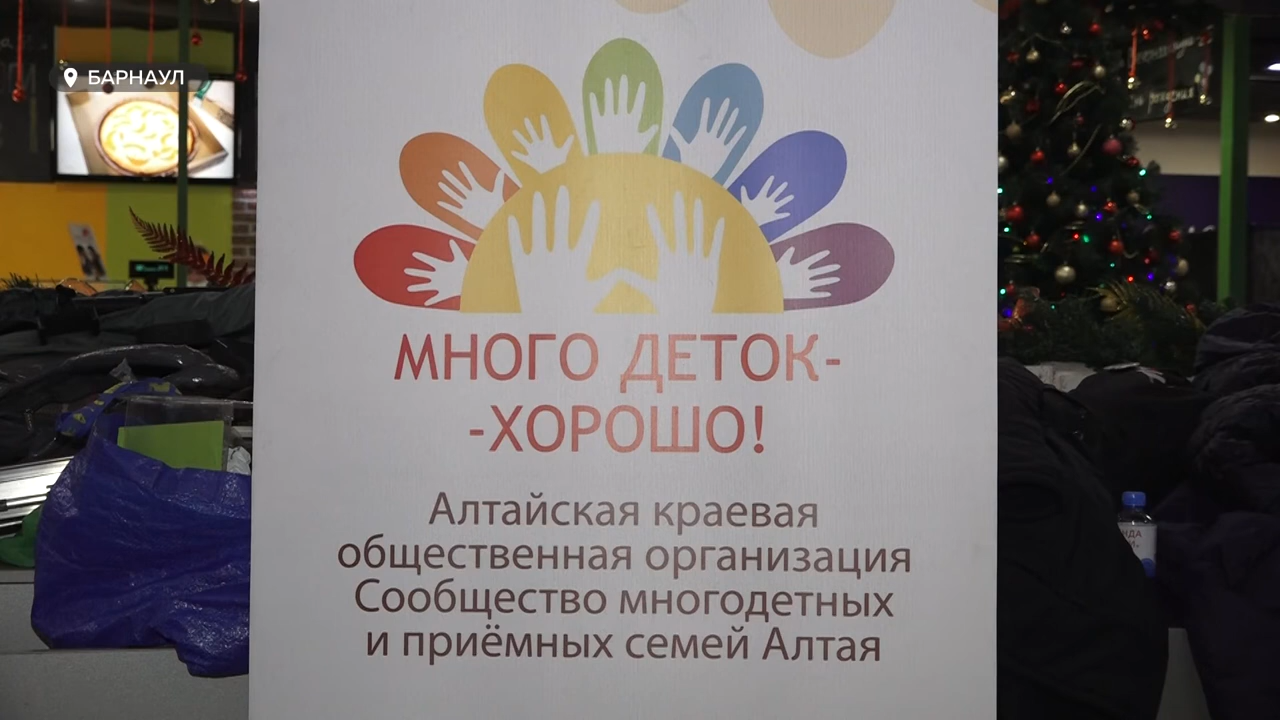 БАРНАУЛ
МНОГО ДЕТОК-
-ХОРОШО!
Алтайская краевая
общественная организация
Сообщество многодетных
и приёмных семей Алтая